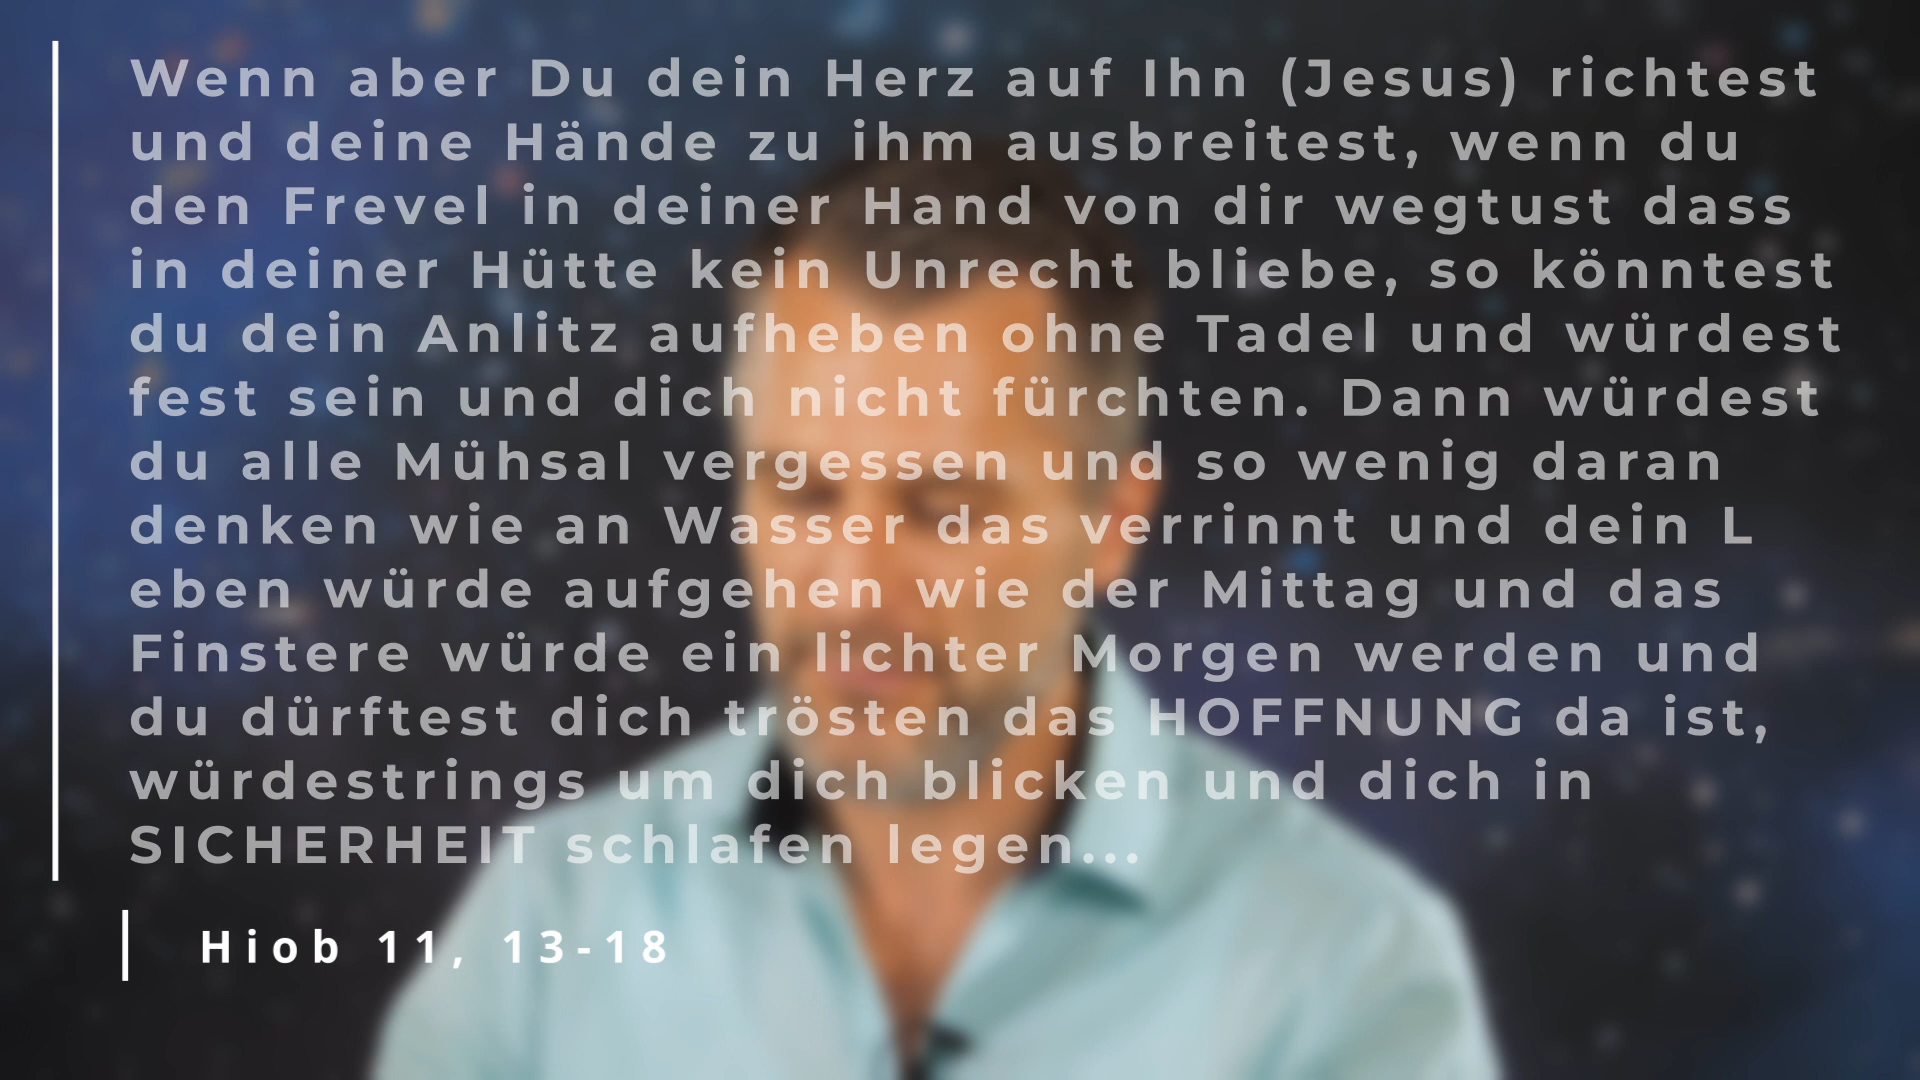 Wenn aber Du dein Herz auf Ihn (Jesus) richtest
und deine Hände zu ihm ausbreitest, wenn du
den Frevel in deiner Hand von dir wegtust dass
in deiner Hütte kein Unrecht bliebe, so könntest
du dein Anlitz aufheben ohne Tadel und würdest
fest sein und dich nicht fürchten. Dann würdest
du alle Mühsal vergessen und so wenig daran
denken wie an Wasser das verrinnt und dein L
eben würde aufgehen wie der Mittag und das
Finstere würde ein lichter Morgen werden und
du dürftest dich trösten das HOFFNUNG da ist,
würdestrings um dich blicken und dich in
SICHERHEIT schlafen legen...
Hiob 11, 13-18